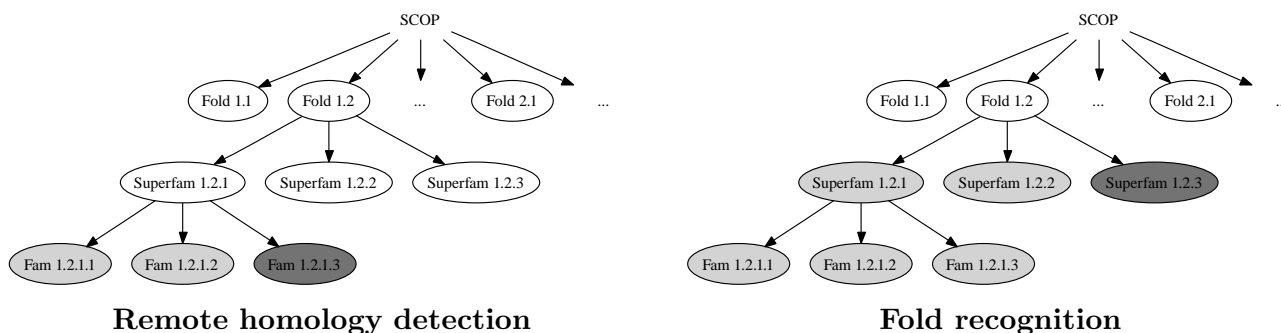 SCOP
Fold 1.1
Fold 1.2
...
Fold 2.1
...
Superfam 1.2.1
Superfam 1.2.2
Superfam 1.2.3
Fam 1.2.1.1
Fam 1.2.1.2
Fam 1.2.1.3
Remote homology detection
SCOP
Fold 1.1
Fold 1.2
...
Fold 2.1
..
Superfam 1.2.1
Superfam 1.2.2
Superfam 1.2.3
Fam 1.2.1.1
Fam 1.2.1.2
Fam 1.2.1.3
Fold recognition